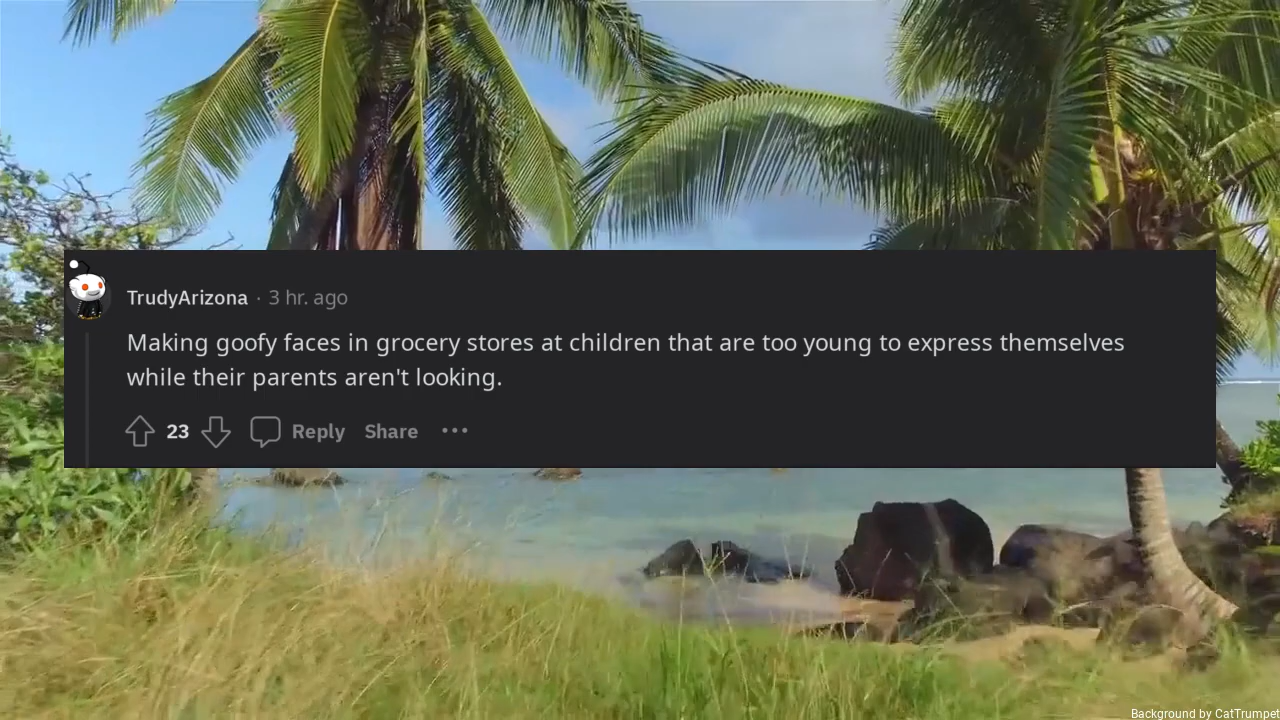 TrudyArizona · 3 hr. ago
Making goofy faces in grocery stores at children that are too young to express themselves
while their parents aren't looking.
23 Reply Share ···
Background by CatTrumpet